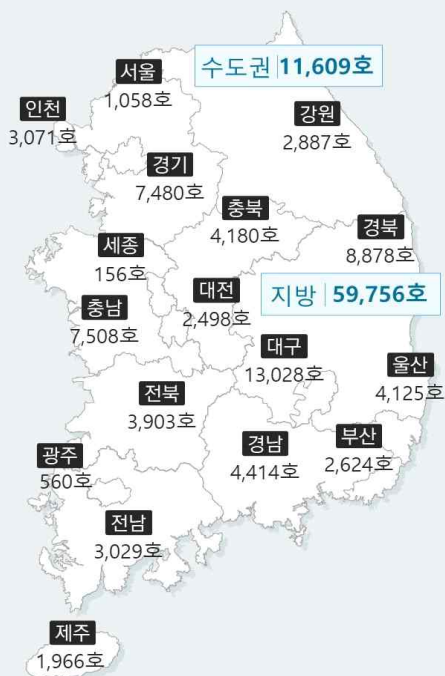 수도권 11,609호
서울
1,058호
인천
3,071호
강원
2,887호
경기
7,480호
충북
4,180호
경북
8,878호
세종
156호
대전
2,498호
지방 59,756호
충남
7,508호
대구
13,028호
울산
4,125호
전북
3,903호
경남
4,414호
부산
2,624호
광주
560호
전남
3,029호
제주
1,966호